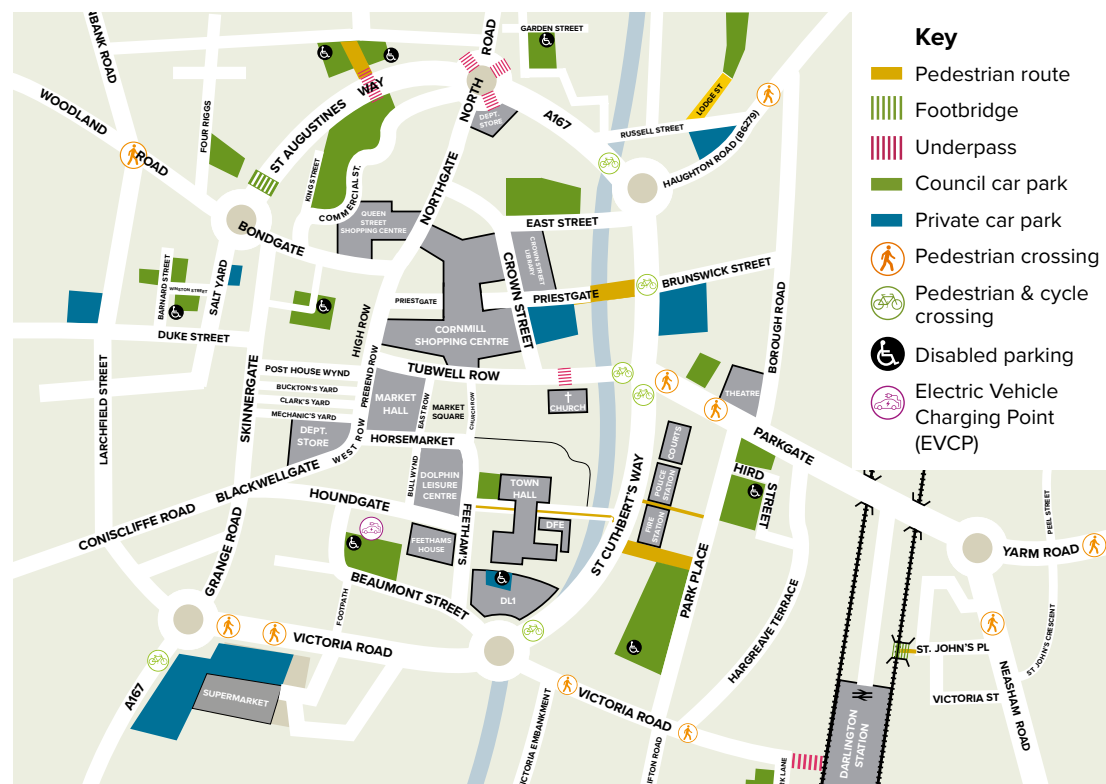 NBANK ROAD
WOODLAND
ROAD
FOUR RIGGS
ST AUGUSTINES WAY
KING STREET
COMMERCIAL ST.
NORTH
ROAD
GARDEN STREET
DEPT.
STORE
A167
LODGE ST
RUSSELL STREET
HAUGHTON ROAD (B6279)
NORTHGATE
QUEEN
STREET
SHOPPING CENTRE
BONDGATE
EAST STREET
CROWN STREET
LIBRARY
CROWN STREET
PRIESTGATE
PRIESTGATE
BRUNSWICK STREET
BARNARD STREET
WINSTON STREET
SALT YARD
DUKE STREET
LARCHFIELD STREET
SKINNERGATE
HIGH ROW
CORNMILL
SHOPPING CENTRE
TUBWELL ROW
POST HOUSE WYND
BUCKTON'S YARD
CLARK'S YARD
MECHANIC'S YARD
PREBEND ROW
MARKET
HALL
EAST ROW
MARKET
SQUARE
CHURCH ROW
CHURCH
BOROUGH ROAD
THEATRE
PARKGATE
DEPT.
STORE
WEST ROW
HORSEMARKET
BLACKWELLGATE
CONISCLIFFE ROAD
HOUNDGATE
BULL WYND
DOLPHIN
LEISURE
CENTRE
FEETHAM'S
TOWN
HALL
DFE
FEETHAMS
HOUSE
COURTS
POLICE
STATION
FIRE
STATION
ST CUTHBERT'S WAY
HIRD
STREET
PARK PLACE
GRANGE ROAD
BEAUMONT STREET
DL1
FOOTPATH
VICTORIA ROAD
A167
SUPERMARKET
VICTORIA EMBANKMENT
VICTORIA ROAD
IFTON ROAD
HARGREAVE TERRACE
K LANE
DARLINGTON
STATION
PEEL STREET
YARM ROAD
ST. JOHN'S PL
ST JOHN'S CRESCENT
VICTORIA ST
NEASHAM ROAD
Key
Pedestrian route
Footbridge
Underpass
Council car park
Private car park
Pedestrian crossing
Pedestrian & cycle
crossing
Disabled parking
Electric Vehicle
Charging Point
(EVCP)